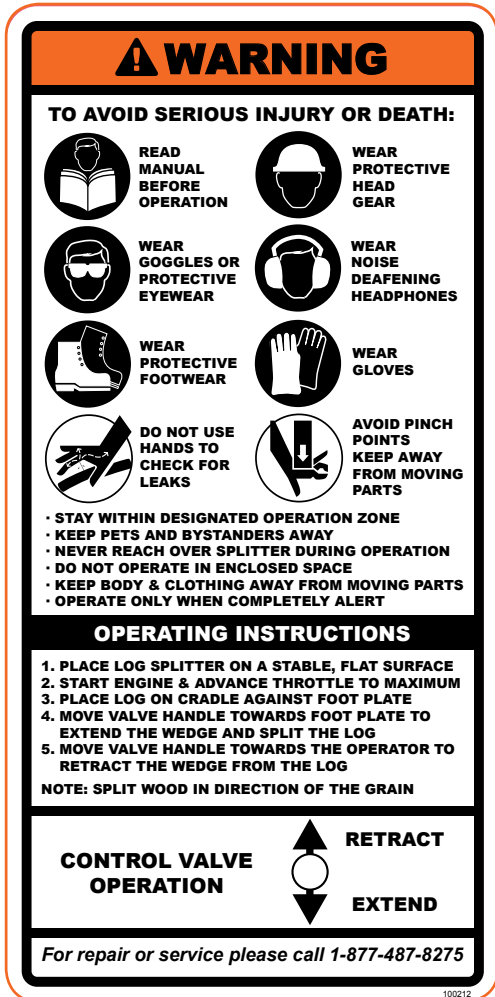 WARNING
TO AVOID SERIOUS INJURY OR DEATH:
READ
MANUAL
BEFORE
OPERATION
WEAR
PROTECTIVE
HEAD
GEAR
WEAR
GOGGLES OR
PROTECTIVE
EYEWEAR
WEAR
NOISE
DEAFENING
HEADPHONES
WEAR
PROTECTIVE
FOOTWEAR
WEAR
GLOVES
DO NOT USE
HANDS TO
CHECK FOR
LEAKS
AVOID PINCH
POINTS
KEEP AWAY
FROM MOVING
PARTS
· STAY WITHIN DESIGNATED OPERATION ZONE
· KEEP PETS AND BYSTANDERS AWAY
· NEVER REACH OVER SPLITTER DURING OPERATION
· DO NOT OPERATE IN ENCLOSED SPACE
· KEEP BODY & CLOTHING AWAY FROM MOVING PARTS
· OPERATE ONLY WHEN COMPLETELY ALERT
OPERATING INSTRUCTIONS
1. PLACE LOG SPLITTER ON A STABLE, FLAT SURFACE
2. START ENGINE & ADVANCE THROTTLE TO MAXIMUM
3. PLACE LOG ON CRADLE AGAINST FOOT PLATE
4. MOVE VALVE HANDLE TOWARDS FOOT PLATE TO
EXTEND THE WEDGE AND SPLIT THE LOG
5. MOVE VALVE HANDLE TOWARDS THE OPERATOR TO
RETRACT THE WEDGE FROM THE LOG
NOTE: SPLIT WOOD IN DIRECTION OF THE GRAIN
CONTROL VALVE
OPERATION
RETRACT
EXTEND
For repair or service please call 1-877-487-8275
100212